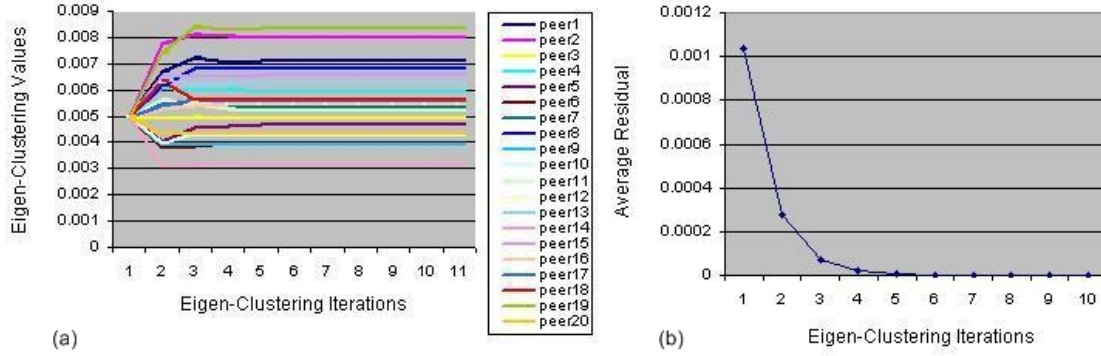 Eigen-Clustering Values
0.009
0.008
0.007
0.006
0.005
0.004
0.003
0.002
0.001
0
1 2 3 4 5 6 7 8 9 10 11
Eigen-Clustering Iterations
(a)
peer1
peer2
peer3
peer4
peer5
peer6
peer7
peer8
peer9
peer10
peer11
peer12
peer13
peer14
peer15
peer16
peer17
peer18
peer19
peer20
Average Residual
0.0012
0.001
0.0008
0.0006
0.0004
0.0002
0
1 2 3 4 5 6 7 8 9 10
Eigen-Clustering Iterations
(b)